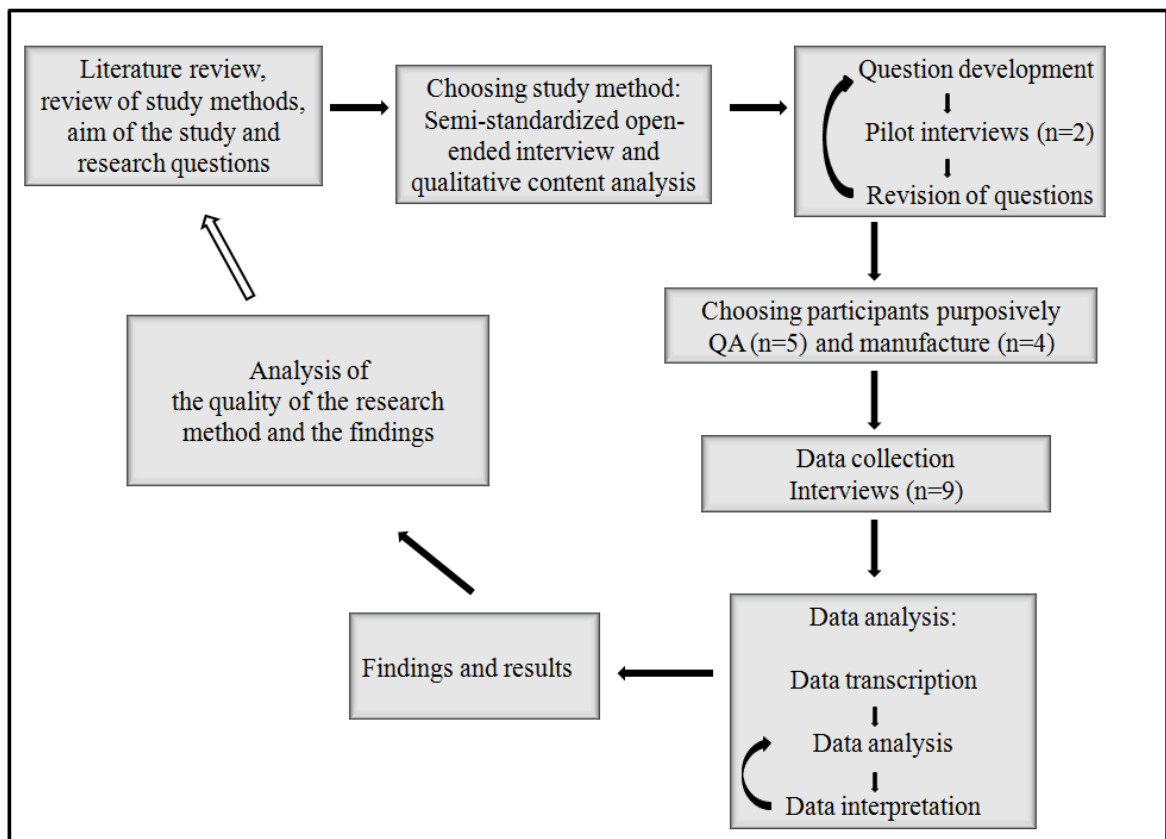 Literature review,
review of study methods,
aim of the study and
research questions
Choosing study method:
Semi-standardized open-
ended interview and
qualitative content analysis
Question development
Pilot interviews (n=2)
Revision of questions
Choosing participants purposively
QA (n=5) and manufacture (n=4)
Data collection
Interviews (n=9)
Data analysis:
Data transcription
Data analysis
Data interpretation
Findings and results
Analysis of
the quality of the research
method and the findings